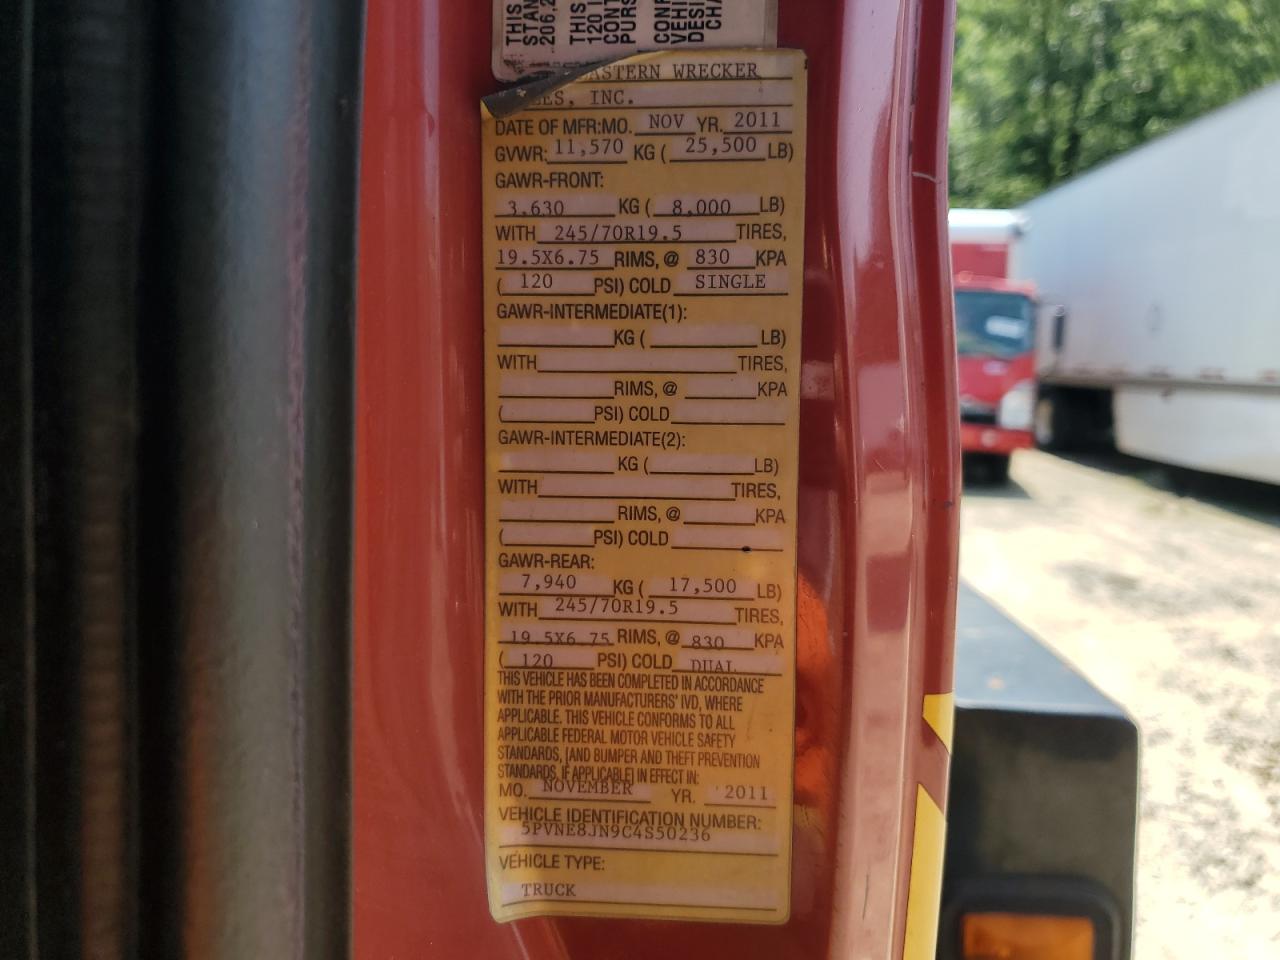 THIS
STAN
206,2
THIS
120 I
CONT
PURS
CONF
VEHI
DESI
CHA
ASTERN WRECKER
LES, INC.
DATE OF MFR:MO. NOV YR. 2011
GVWR: 11,570 KG ( 25,500 LB)
GAWR-FRONT:
3,630 KG ( 8,000 LB)
WITH 245/70R19.5 TIRES,
19.5X6.75 RIMS, @ 830 KPA
( 120 PSI) COLD SINGLE
GAWR-INTERMEDIATE(1):
KG ( LB)
WITH TIRES,
RIMS, @ KPA
( PSI) COLD
GAWR-INTERMEDIATE(2):
KG ( LB)
WITH TIRES,
RIMS, @ KPA
( PSI) COLD
GAWR-REAR:
7,940 KG ( 17,500 LB)
WITH 245/70R19.5 TIRES,
19.5X6.75 RIMS, @ 830 KPA
( 120 PSI) COLD DUAL
THIS VEHICLE HAS BEEN COMPLETED IN ACCORDANCE
WITH THE PRIOR MANUFACTURERS' IVD, WHERE
APPLICABLE. THIS VEHICLE CONFORMS TO ALL
APPLICABLE FEDERAL MOTOR VEHICLE SAFETY
STANDARDS, [AND BUMPER AND THEFT PREVENTION
STANDARDS, IF APPLICABLE] IN EFFECT IN:
MO. NOVEMBER YR. 2011
VEHICLE IDENTIFICATION NUMBER:
5PVNE8JN9C4S50236
VEHICLE TYPE:
TRUCK